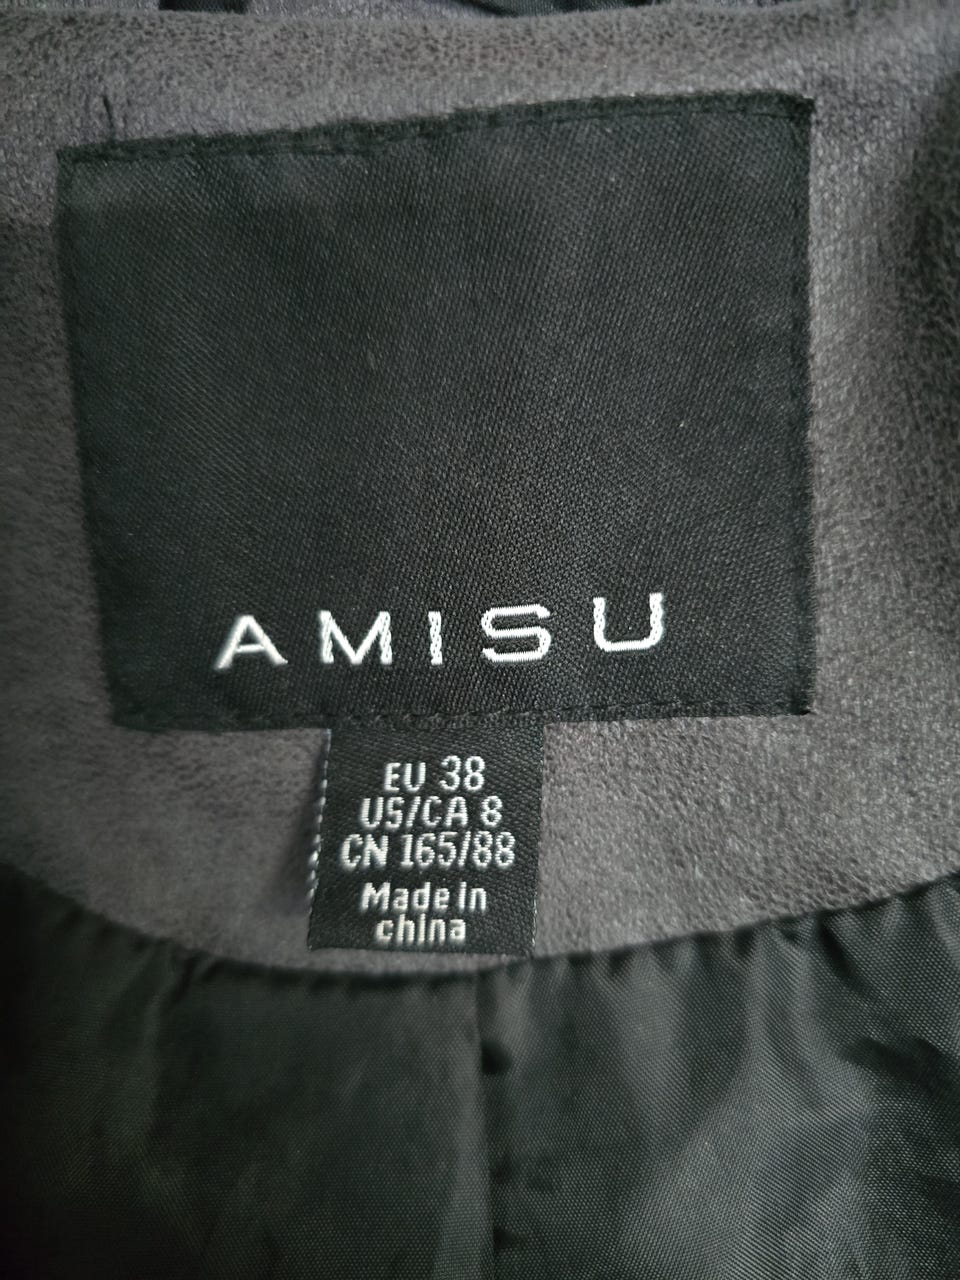 AMISU
EU 38
US/CA 8
CN 165/88
Made in
china